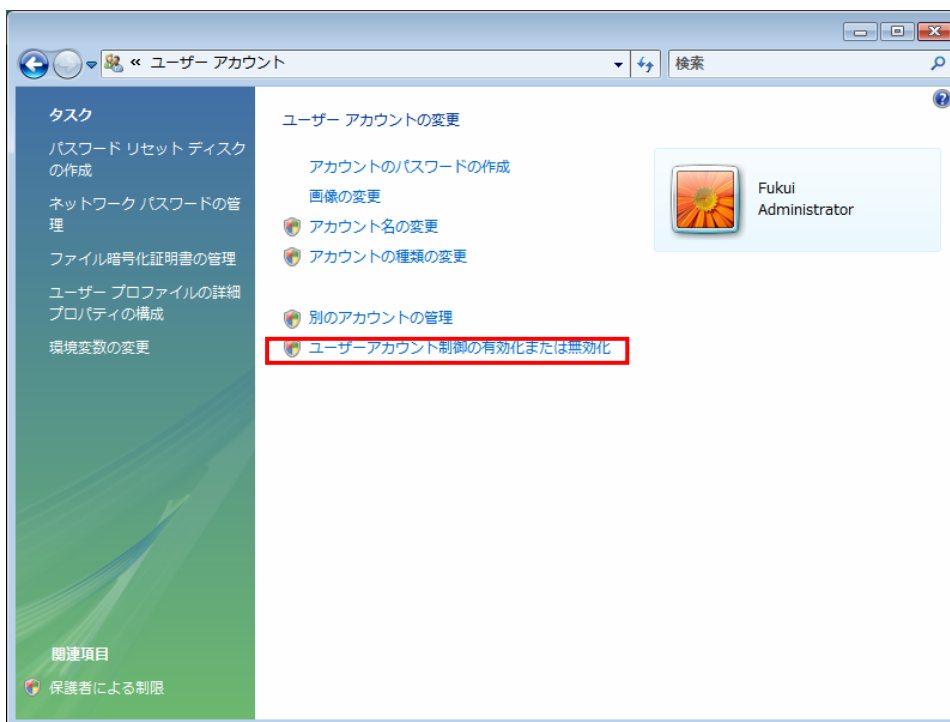 « ユーザー アカウント
検索
タスク
パスワード リセット ディスク
の作成
ネットワーク パスワードの管
理
ファイル暗号化証明書の管理
ユーザー プロファイルの詳細
プロパティの構成
環境変数の変更
関連項目
保護者による制限
ユーザー アカウントの変更
アカウントのパスワードの作成
画像の変更
アカウント名の変更
アカウントの種類の変更
別のアカウントの管理
ユーザーアカウント制御の有効化または無効化
Fukui
Administrator